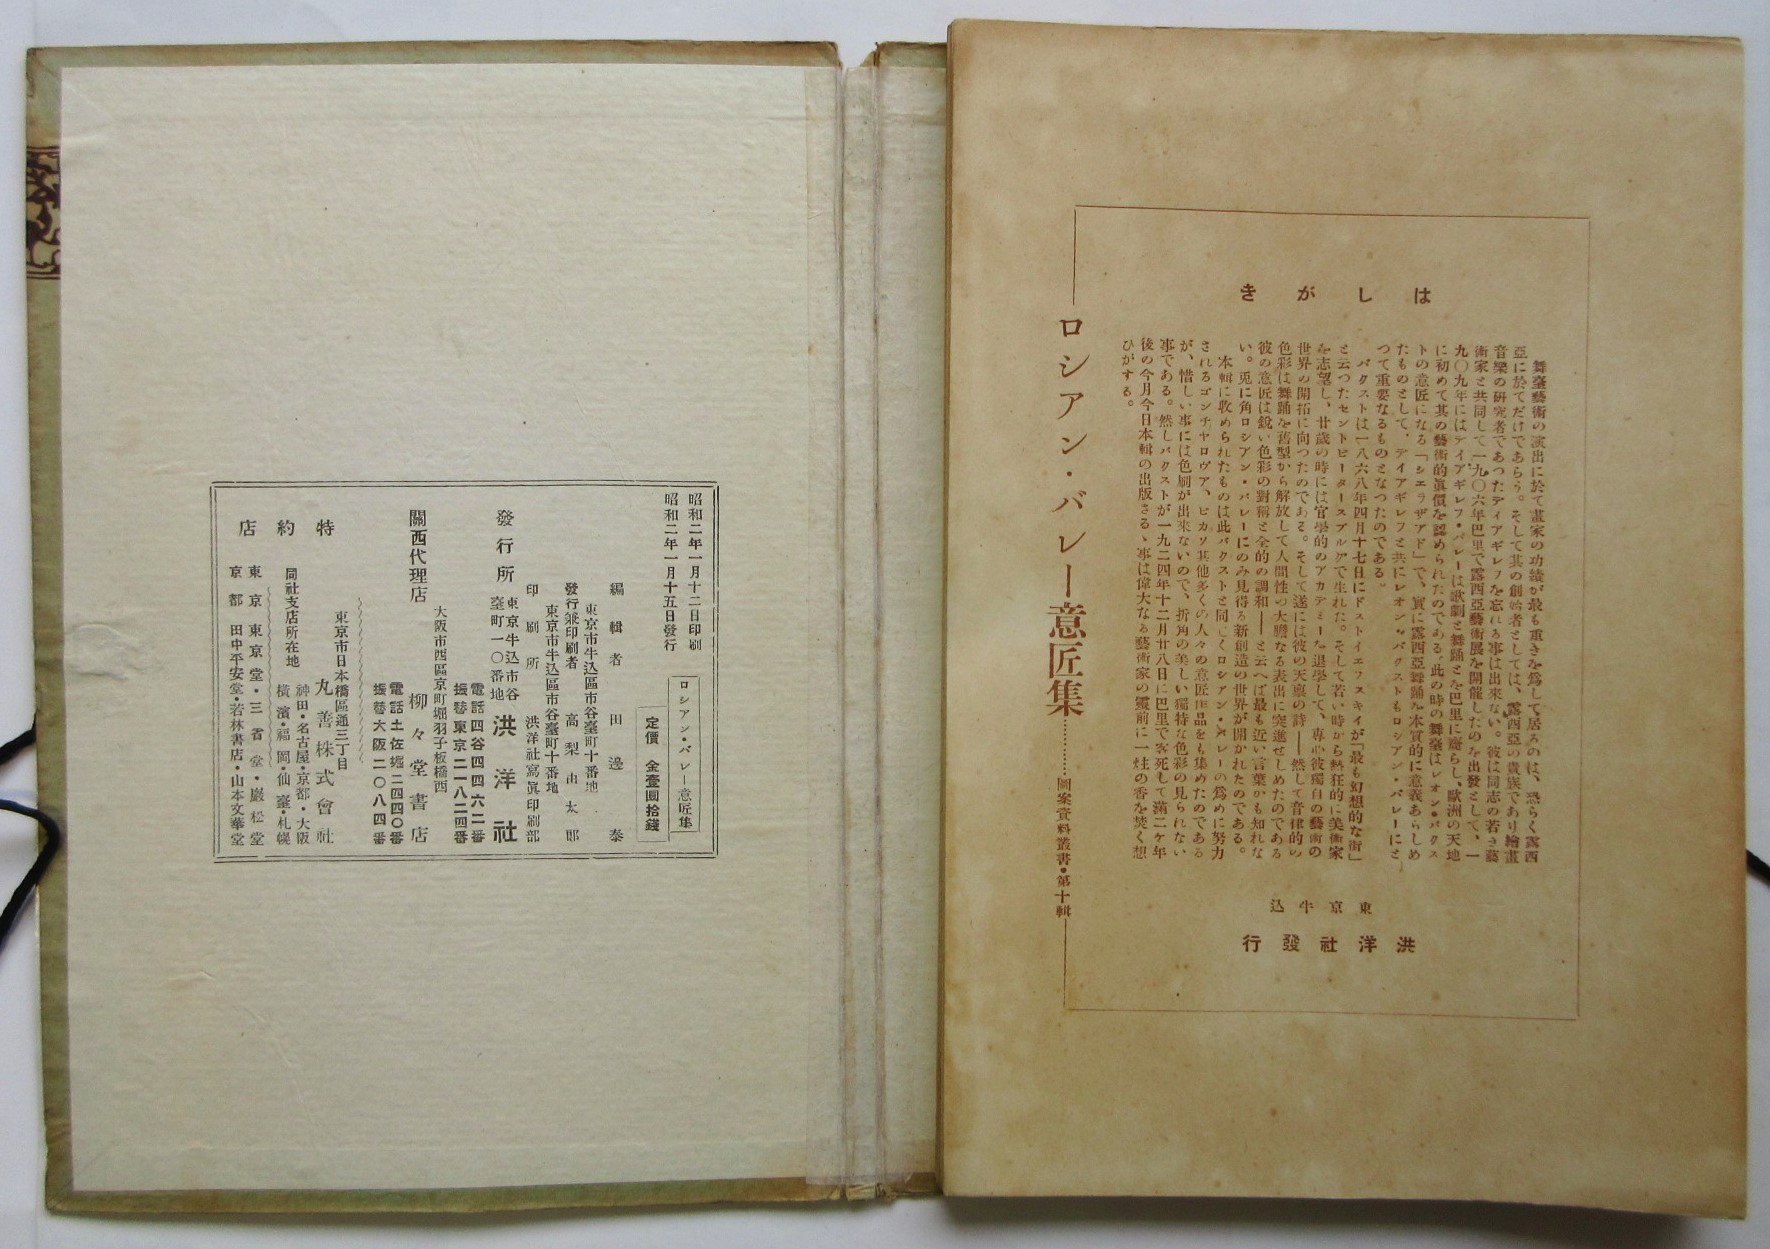 はしがき
舞臺藝術の演出に於て畫家の功績が最も重きを爲して居るのは、恐らく露西
亞に於てだけであらう。そして其の創始者としては、露西亞の貴族であり繪畫
音樂の研究者であつたディアギレフを忘れる事は出來ない。彼は同志の若き藝
術家と共同して一九〇六年巴里で露西亞藝術展を開催したのを出發として、一
九〇九年にはディアギレフ・バレーは歌劇と舞踊とを巴里に齎らし、歐洲の天地
に初めて其の藝術的眞價を認められたのである。此の時の舞臺はレオン・バクス
トの意匠になる「シエラザアド」で、實に露西亞舞踊を本質的に意義あらしめ
たものとして、デイアギレフと共にレオン・バクストもロシアン・バレーにと
つて重要なるものとなつたのである。
バクストは一八六八年四月十七日にドストイエフスキイが「最も幻想的な街」
と云つたセントピータースブルグで生れた。そして若い時から熱狂的に美術家
を志望し、廿歳の時には官學的のアカデミーを退學して、專心彼獨自の藝術の
世界の開拓に向つたのである。そして遂には彼の天禀の詩——然して音律的の
色彩は舞踊を舊型から解放して人間性の大膽なる表出に突進せしめたのである
彼の意匠は鋭い色彩の對稱と全的の調和——と云へば最も近い言葉かも知れな
い。兎に角ロシアン・バレーにのみ見得る新創造の世界が開かれたのである。
本輯に收められたものは此バクストと同じくロシアン・バレーの爲めに努力
されるゴンチヤロヴア、ピカソ其他多くの人々の意匠作品をも集めたのである
が、惜しい事には色刷が出來ないので、折角の美しい獨特な色彩の見られない
事である。然しバクストが一九二四年十二月廿八日に巴里で客死して滿二ケ年
後の今月今日本輯の出版さるゝ事は偉大なる藝術家の靈前に一炷の香を焚く想
ひがする。
東京牛込
洪洋社發行
ロシアン・バレー意匠集…………圖案資料叢書・第十輯
昭和二年一月十二日印刷
昭和二年一月十五日發行
ロシアン・バレー意匠集
定價 金壹圓拾錢
編輯者 田邊泰
東京市牛込區市谷臺町十番地
發行兼印刷者 高梨由太郎
東京市牛込區市谷臺町十番地
印刷所 洪洋社寫眞印刷部
發行所 東京牛込市谷臺町一〇番地 洪洋社
電話四谷四四六二番
振替東京二一八二四番
大阪市西區京町堀羽子板橋西
關西代理店 柳々堂書店
電話土佐堀二四四〇番
振替大阪二〇八四番
特約店
東京市日本橋區通三丁目
丸善株式會社
同社支店所在地 神田・名古屋・京都・大阪
横濱・福岡・仙臺・札幌
東京 東京堂・三省堂・巖松堂
京都 田中平安堂・若林書店・山本文華堂